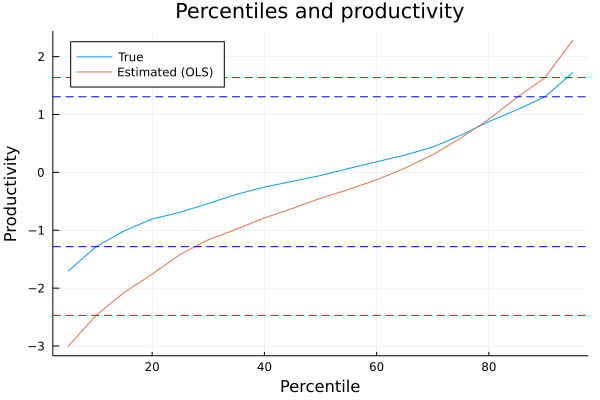 Percentiles and productivity
True
Estimated (OLS)
Productivity
2
1
0
−1
−2
−3
20
40
60
80
Percentile